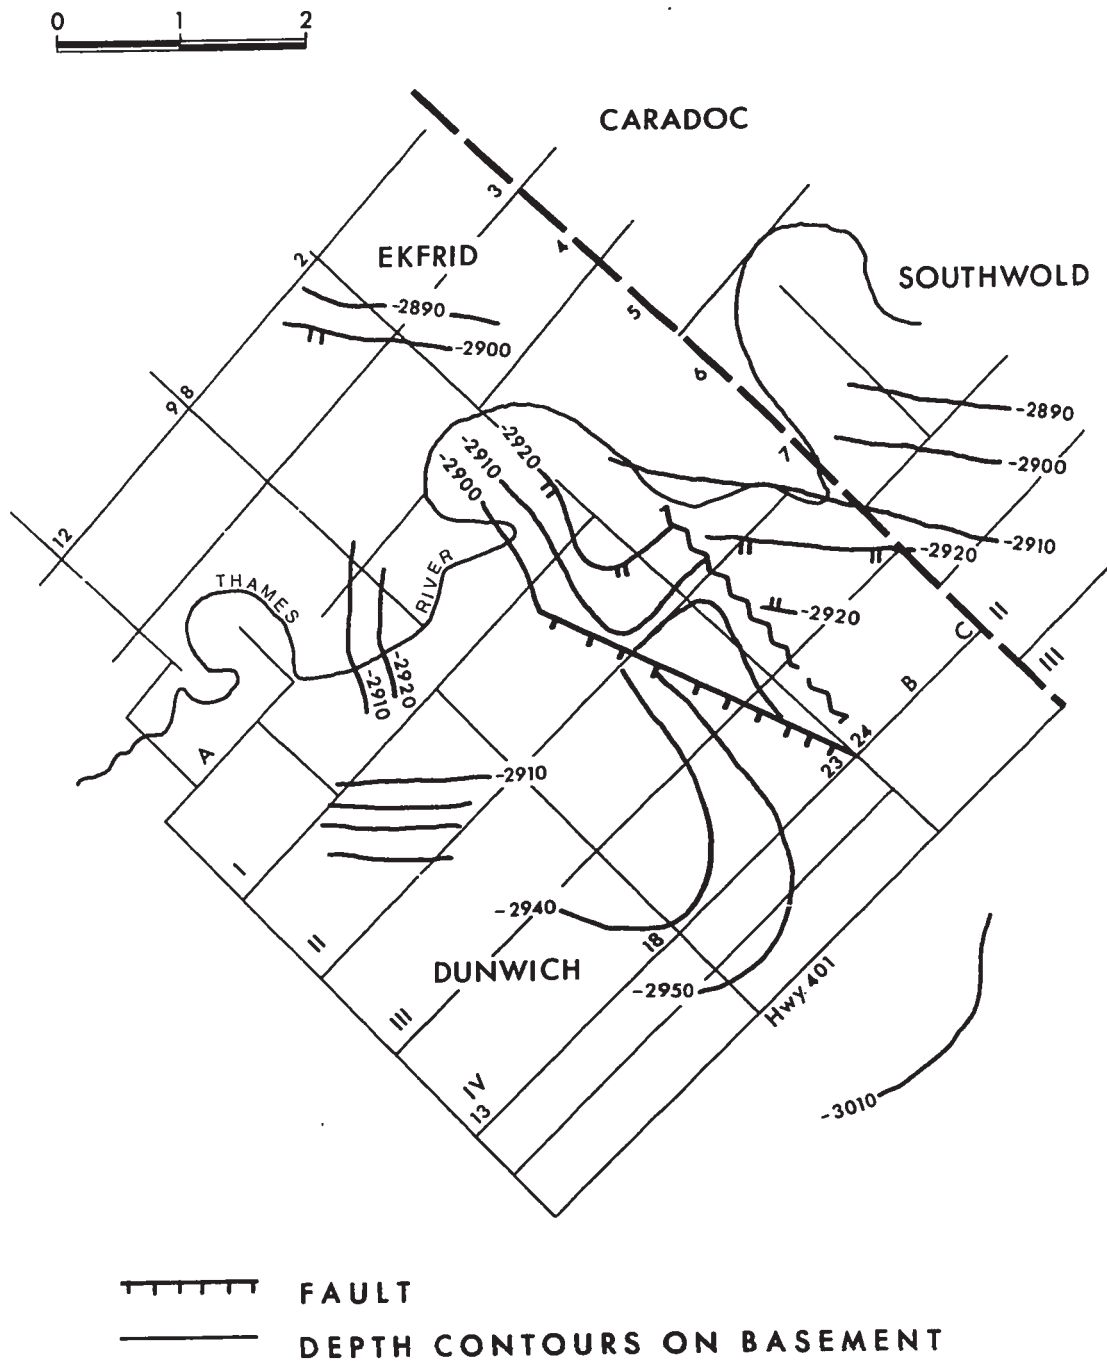 0 1 2
CARADOC
3
4
EKFRID
2
SOUTHWOLD
-2890
5
-2900
6
9 8
-2890
-2920
-2910
-2900
7
-2900
12
-2910
-2920
THAMES
RIVER
-2920
C II
III
-2920
-2910
B
A
24
23
-2910
I
-2940
18
II
DUNWICH
-2950
Hwy. 401
III
IV
13
-3010
FAULT
DEPTH CONTOURS ON BASEMENT